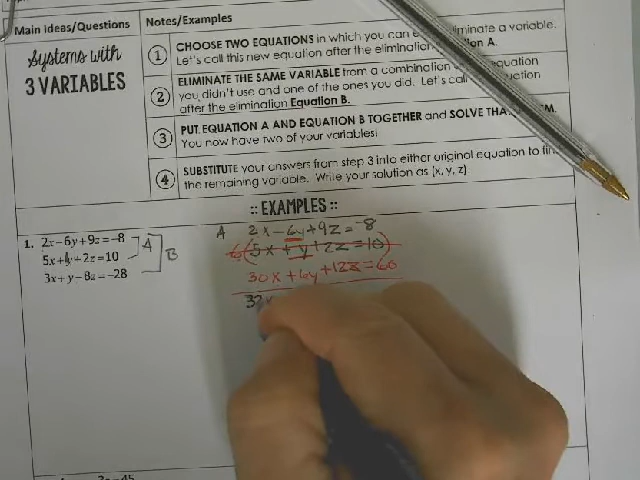 Main Ideas/Questions
Notes/Examples
Systems with
3 VARIABLES
1 CHOOSE TWO EQUATIONS in which you can eliminate a variable.
Let's call this new equation after the elimination A.
2 ELIMINATE THE SAME VARIABLE from a combination equation
you didn't use and one of the ones you did. Let's call
after the elimination Equation B.
3 PUT EQUATION A AND EQUATION B TOGETHER and SOLVE
You now have two of your variables!
4 SUBSTITUTE your answers from step 3 into either original equation to
the remaining variable. Write your solution as (x, y, z)
:: EXAMPLES ::
1. 2x-6y+9z=-8
5x+y+2z=10
3x+y-8z=-28
A
B
A 2x-6y+9z=-8
6(5x+y+2z=10)
30x+6y+12z=60
32x